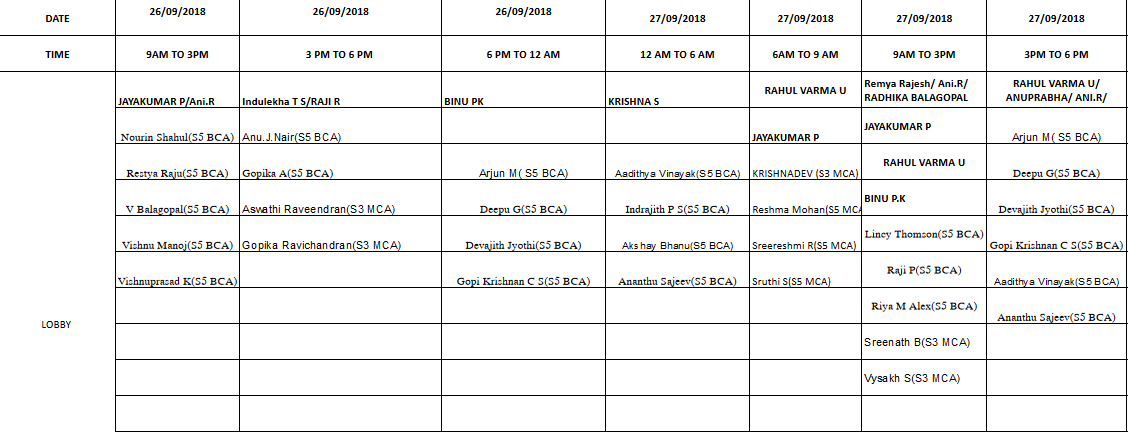 DATE 26/09/2018 26/09/2018 26/09/2018 27/09/2018 27/09/2018 27/09/2018 27/09/2018
TIME 9AM TO 3PM 3 PM TO 6 PM 6 PM TO 12 AM 12 AM TO 6 AM 6AM TO 9 AM 9AM TO 3PM 3PM TO 6 PM
JAYAKUMAR P/Ani.R Indulekha T S/RAJI R BINU PK KRISHNA S RAHUL VARMA U Remya Rajesh/ Ani.R/ RAHUL VARMA U/
RADHIKA BALAGOPAL ANUPRABHA/ ANI.R/
Nourin Shahul(S5 BCA) Anu.J.Nair(S5 BCA) JAYAKUMAR P JAYAKUMAR P Arjun M( S5 BCA)
Restya Raju(S5 BCA) Gopika A(S5 BCA) Arjun M( S5 BCA) Aadithya Vinayak(S5 BCA) KRISHNADEV (S3 MCA) RAHUL VARMA U Deepu G(S5 BCA)
V Balagopal(S5 BCA) Aswathi Raveendran(S3 MCA) Deepu G(S5 BCA) Indrajith P S(S5 BCA) Reshma Mohan(S5 MCA BINU P.K Devajith Jyothi(S5 BCA)
Vishnu Manoj(S5 BCA) Gopika Ravichandran(S3 MCA) Devajith Jyothi(S5 BCA) Akshay Bhanu(S5 BCA) Sreereshmi R(S5 MCA) Lincy Thomson(S5 BCA) Gopi Krishnan C S(S5 BCA)
Vishnuprasad K(S5 BCA) Gopi Krishnan C S(S5 BCA) Ananthu Sajeev(S5 BCA) Sruthi S(S5 MCA) Raji P(S5 BCA) Aadithya Vinayak(S5 BCA)
LOBBY Riya M Alex(S5 BCA) Ananthu Sajeev(S5 BCA)
Sreenath B(S3 MCA)
Vysakh S(S3 MCA)